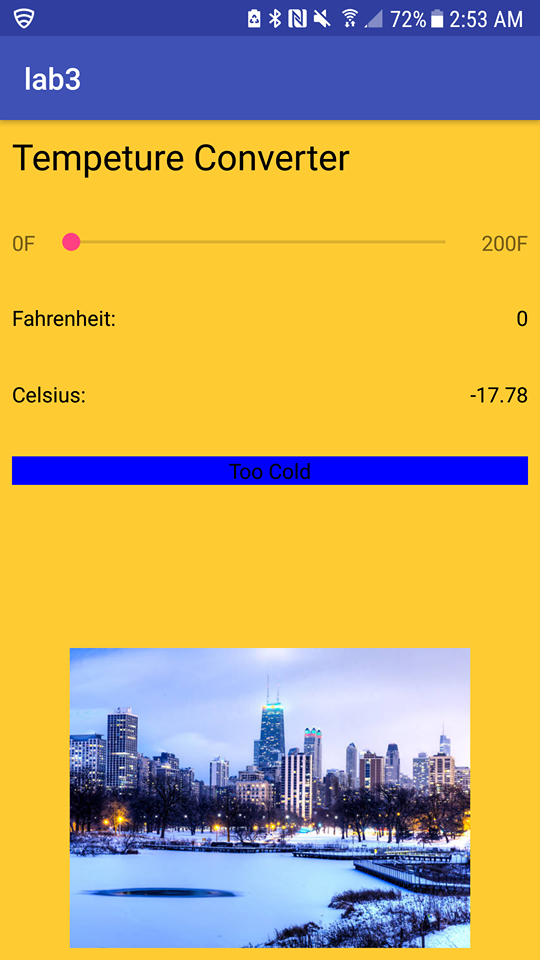 72% 2:53 AM
lab3
Tempeture Converter
0F 200F
Fahrenheit: 0
Celsius: -17.78
Too Cold